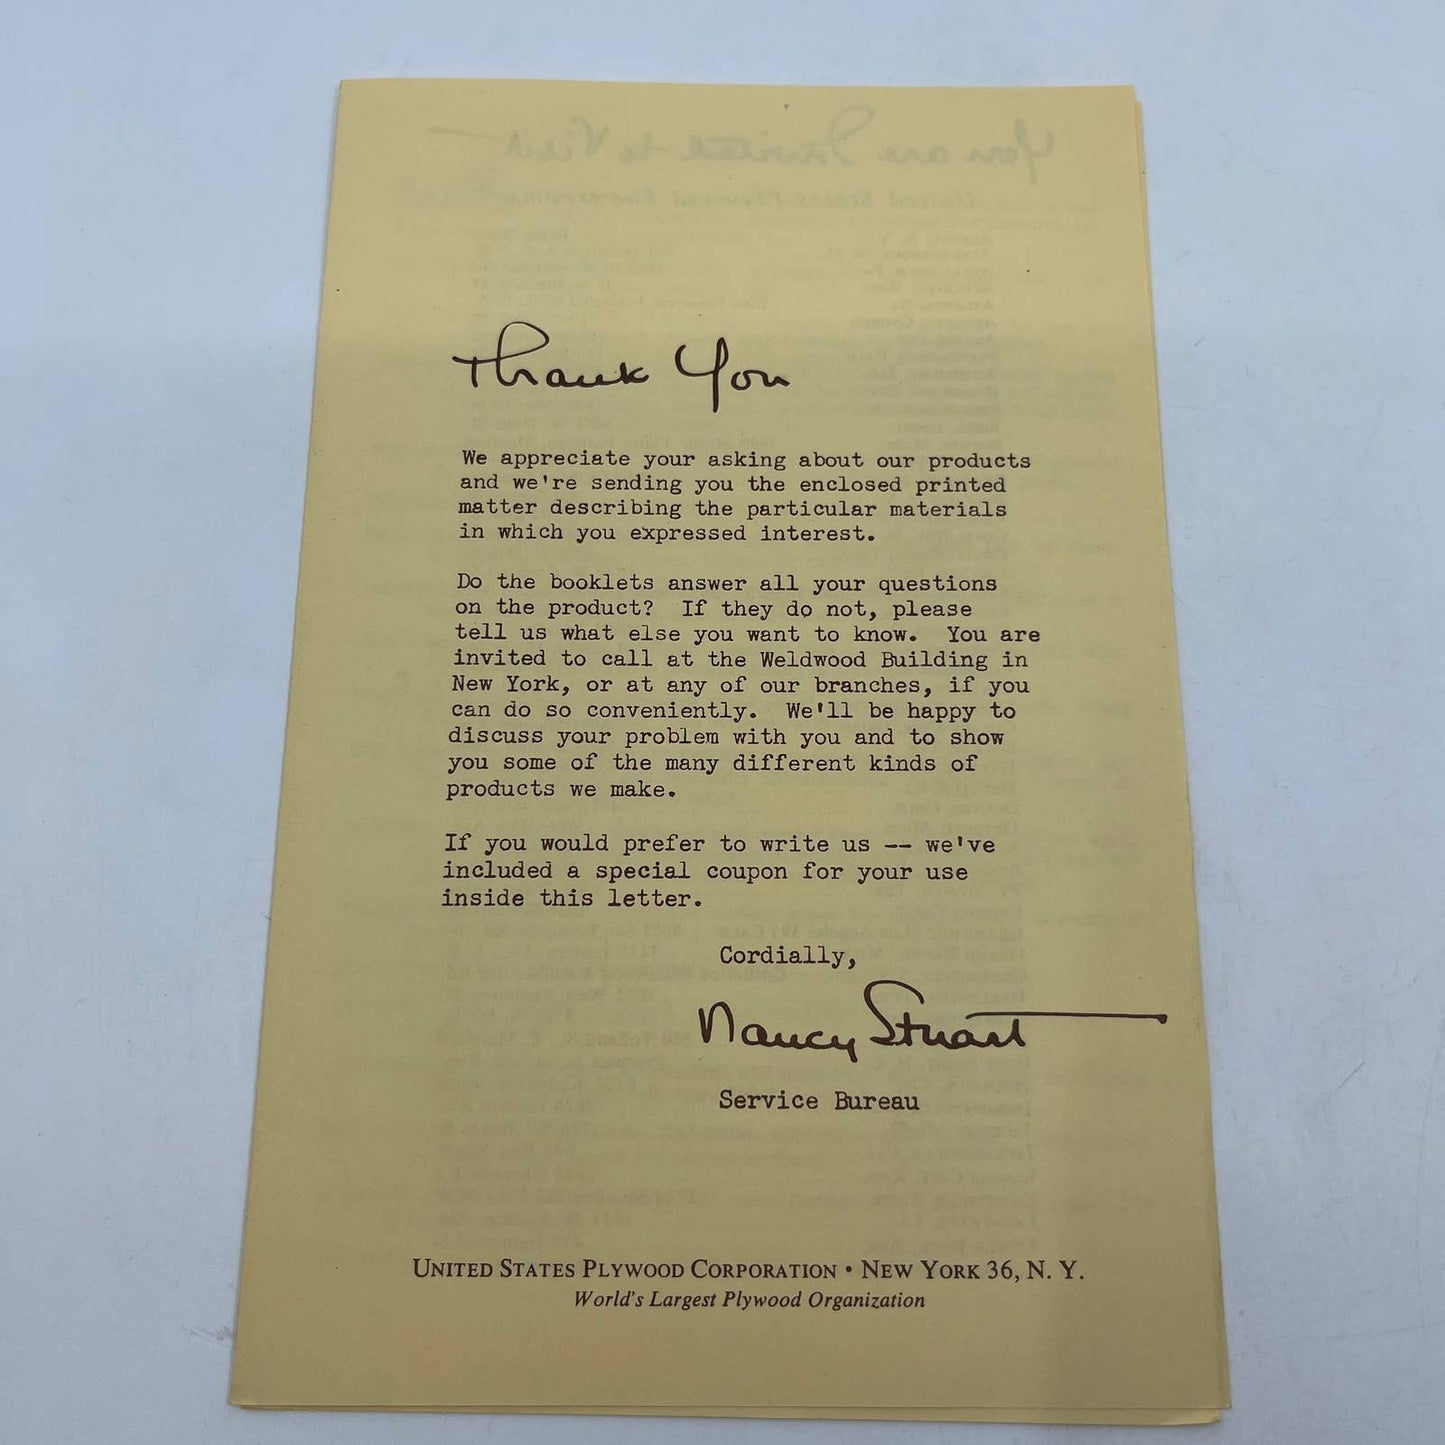 Thank You
We appreciate your asking about our products
and we're sending you the enclosed printed
matter describing the particular materials
in which you expressed interest.
Do the booklets answer all your questions
on the product?  If they do not, please
tell us what else you want to know.  You are
invited to call at the Weldwood Building in
New York, or at any of our branches, if you
can do so conveniently.  We'll be happy to
discuss your problem with you and to show
you some of the many different kinds of
products we make.
If you would prefer to write us -- we've
included a special coupon for your use
inside this letter.
Cordially,
Nancy Stuart
Service Bureau
UNITED STATES PLYWOOD CORPORATION • NEW YORK 36, N. Y.
World's Largest Plywood Organization